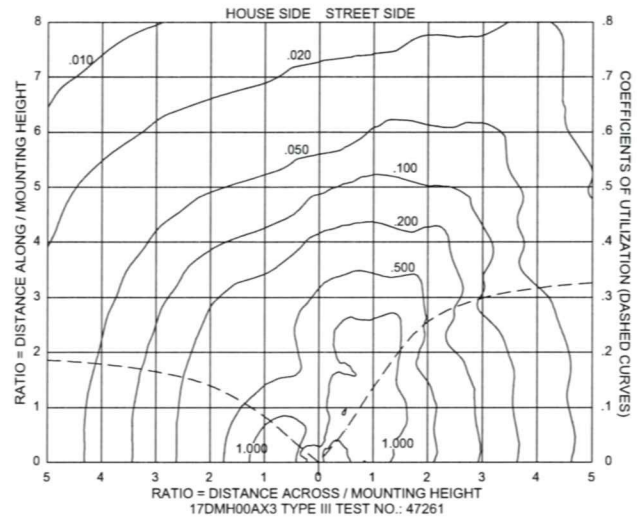 HOUSE SIDE STREET SIDE
8 .8
.010 .020
7 .7
6 .6
.050
.100
5 .5
.200
4 .4
.500
3 .3
2 .2
1 .1
1.000 1.000
0 0
5 4 3 2 1 0 1 2 3 4 5
RATIO = DISTANCE ALONG / MOUNTING HEIGHT
COEFFICIENTS OF UTILIZATION (DASHED CURVES)
RATIO = DISTANCE ACROSS / MOUNTING HEIGHT
17DMH00AX3 TYPE III TEST NO.: 47261